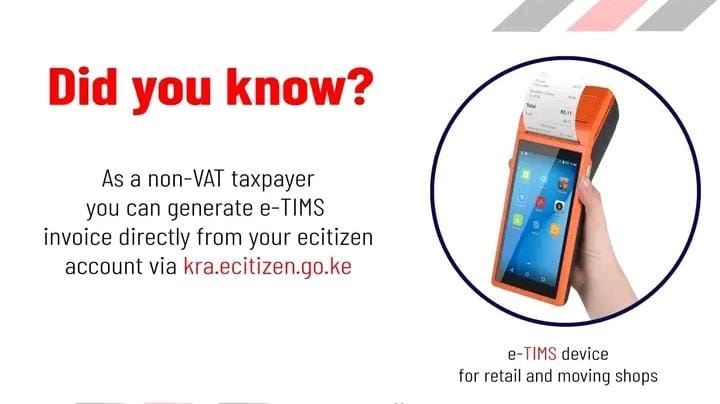 Did you know?
As a non-VAT taxpayer
you can generate e-TIMS
invoice directly from your ecitizen
account via kra.ecitizen.go.ke
Total
e-TIMS device
for retail and moving shops